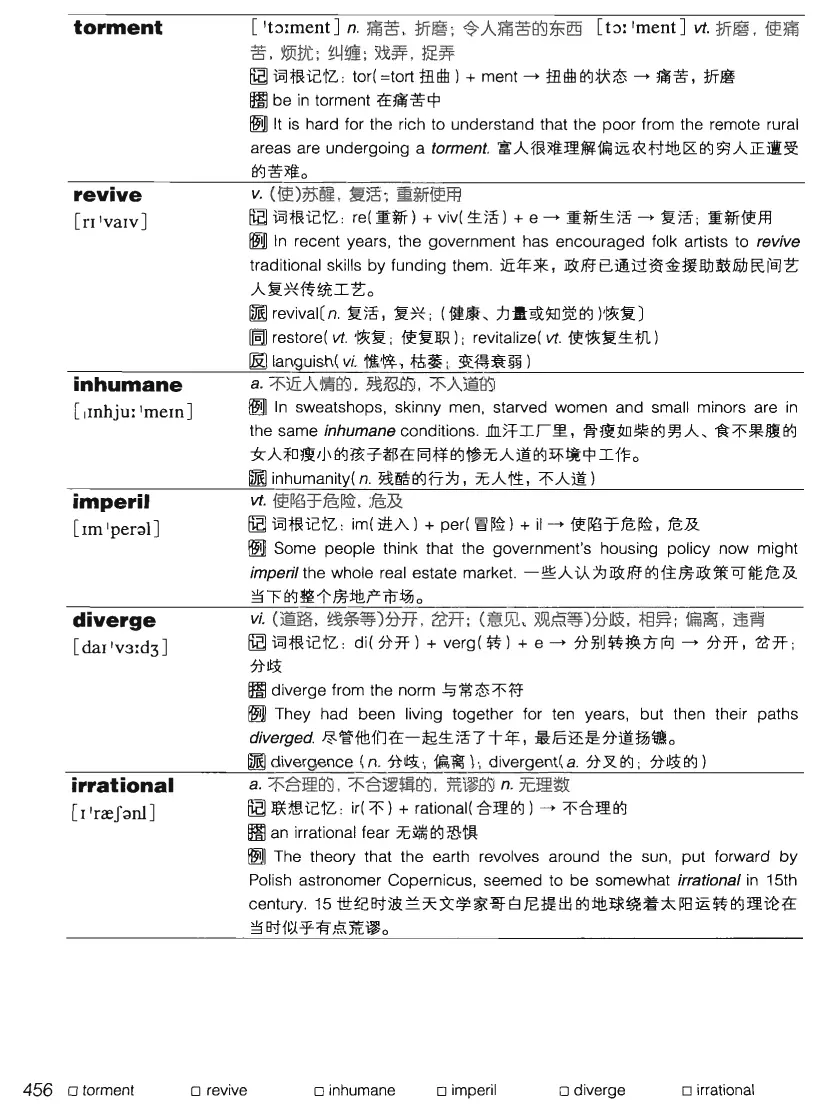 torment [ ˈtɔːment ] n. 痛苦, 折磨; 令人痛苦的东西 [ tɔːˈment ] vt. 折磨, 使痛
苦, 烦扰; 纠缠; 戏弄, 捉弄
记 词根记忆: tor( =tort 扭曲 ) + ment → 扭曲的状态 → 痛苦, 折磨
搭 be in torment 在痛苦中
例 It is hard for the rich to understand that the poor from the remote rural
areas are undergoing a torment. 富人很难理解偏远农村地区的穷人正遭受
的苦难。
revive v. (使)苏醒, 复活; 重新使用
[ rɪˈvaɪv ] 记 词根记忆: re( 重新 ) + viv( 生活 ) + e → 重新生活 → 复活; 重新使用
例 In recent years, the government has encouraged folk artists to revive
traditional skills by funding them. 近年来, 政府已通过资金援助鼓励民间艺
人复兴传统工艺。
派 revival( n. 复活, 复兴; ( 健康、力量或知觉的 )恢复 )
同 restore( vt. 恢复; 使复职 ); revitalize( vt. 使恢复生机 )
反 languish( vi. 憔悴, 枯萎; 变得衰弱 )
inhumane a. 不近人情的, 残忍的, 不人道的
[ ˌɪnhjuːˈmeɪn ] 例 In sweatshops, skinny men, starved women and small minors are in
the same inhumane conditions. 血汗工厂里, 骨瘦如柴的男人、食不果腹的
女人和瘦小的孩子都在同样的惨无人道的环境中工作。
派 inhumanity( n. 残酷的行为, 无人性, 不人道 )
imperil vt. 使陷于危险, 危及
[ ɪmˈperəl ] 记 词根记忆: im( 进入 ) + per( 冒险 ) + il → 使陷于危险, 危及
例 Some people think that the government's housing policy now might
imperil the whole real estate market. 一些人认为政府的住房政策可能危及
当下的整个房地产市场。
diverge vi. (道路, 线条等)分开, 岔开; (意见、观点等)分歧, 相异; 偏离, 违背
[ daɪˈvɜːdʒ ] 记 词根记忆: di( 分开 ) + verg( 转 ) + e → 分别转换方向 → 分开, 岔开;
分歧
搭 diverge from the norm 与常态不符
例 They had been living together for ten years, but then their paths
diverged. 尽管他们在一起生活了十年, 最后还是分道扬镳。
派 divergence ( n. 分歧; 偏离 ); divergent( a. 分叉的; 分歧的 )
irrational a. 不合理的, 不合逻辑的, 荒谬的 n. 无理数
[ ɪˈræʃənl ] 记 联想记忆: ir( 不 ) + rational( 合理的 ) → 不合理的
搭 an irrational fear 无端的恐惧
例 The theory that the earth revolves around the sun, put forward by
Polish astronomer Copernicus, seemed to be somewhat irrational in 15th
century. 15 世纪时波兰天文学家哥白尼提出的地球绕着太阳运转的理论在
当时似乎有点荒谬。
456 □ torment □ revive □ inhumane □ imperil □ diverge □ irrational